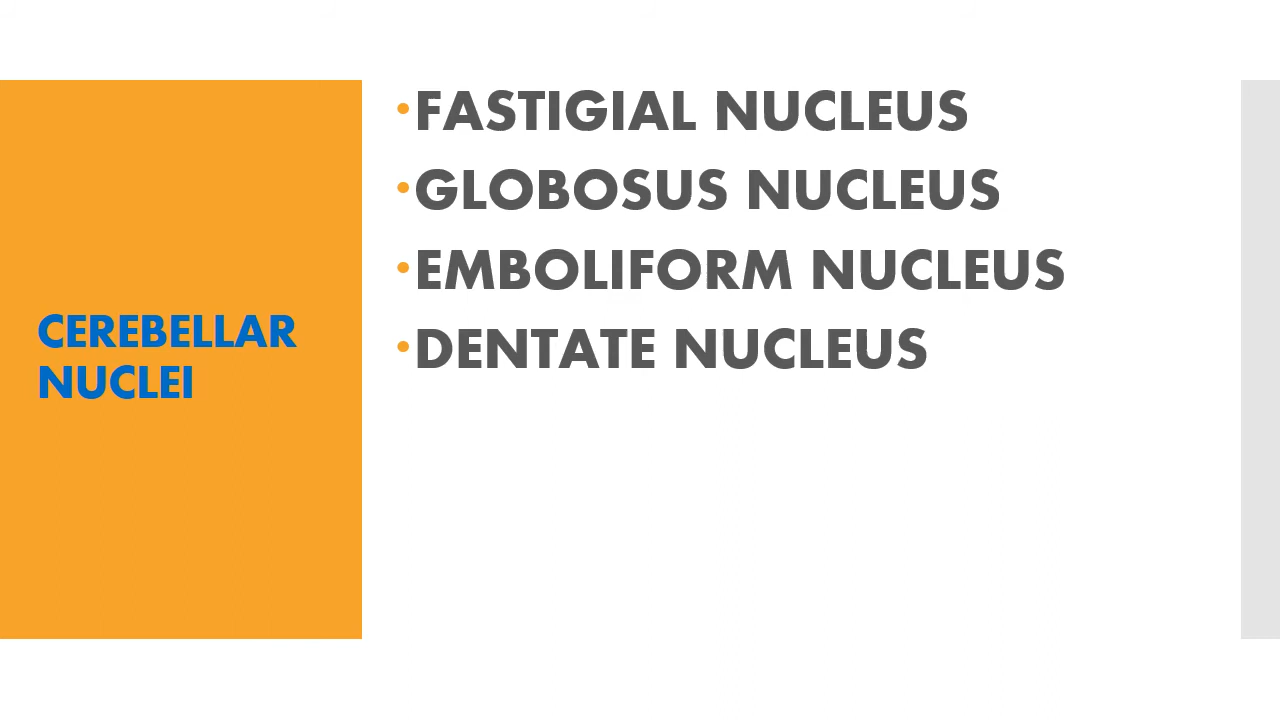 CEREBELLAR
NUCLEI
•FASTIGIAL NUCLEUS
•GLOBOSUS NUCLEUS
•EMBOLIFORM NUCLEUS
•DENTATE NUCLEUS